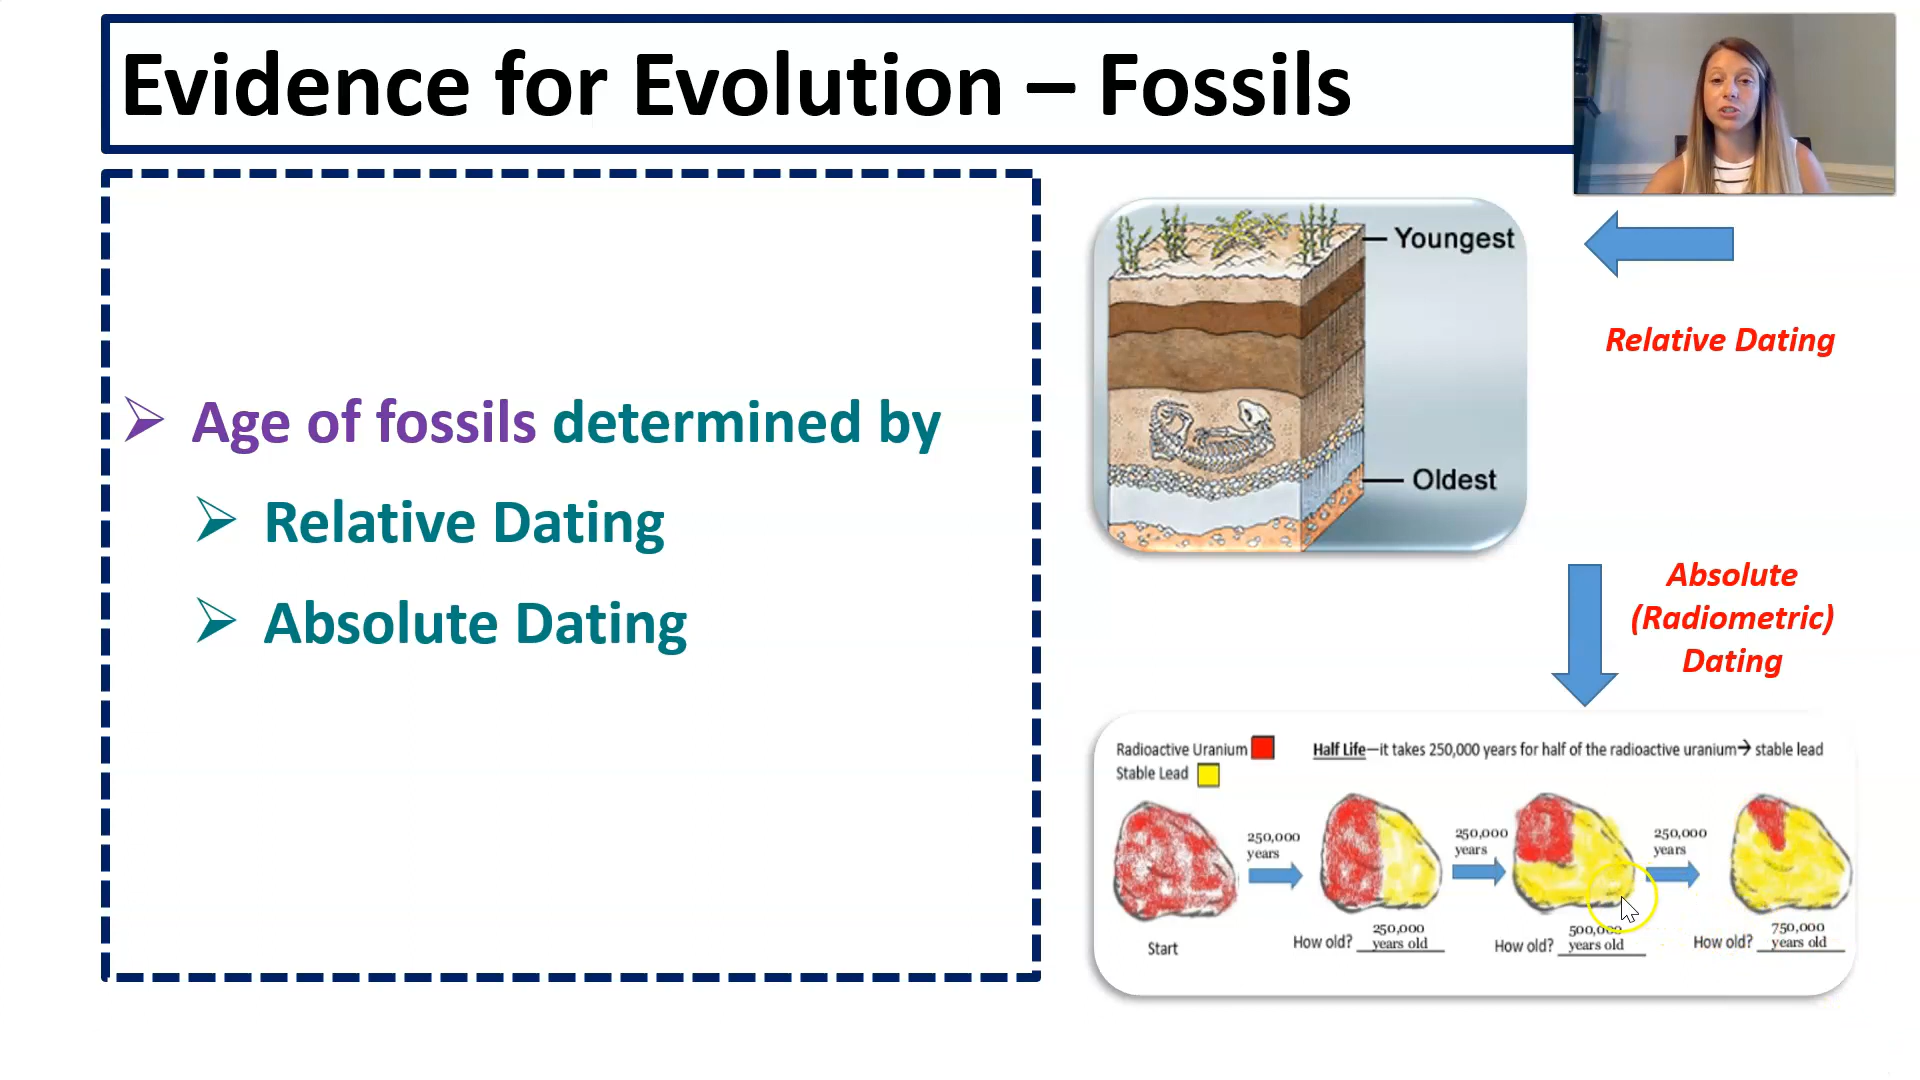 Evidence for Evolution – Fossils
Age of fossils determined by
Relative Dating
Absolute Dating
Youngest
Oldest
Relative Dating
Absolute
(Radiometric)
Dating
Radioactive Uranium
Stable Lead
Half Life—it takes 250,000 years for half of the radioactive uranium→ stable lead
250,000
years
250,000
years
250,000
years
Start
How old? 250,000
years old
How old? 500,000
years old
How old? 750,000
years old